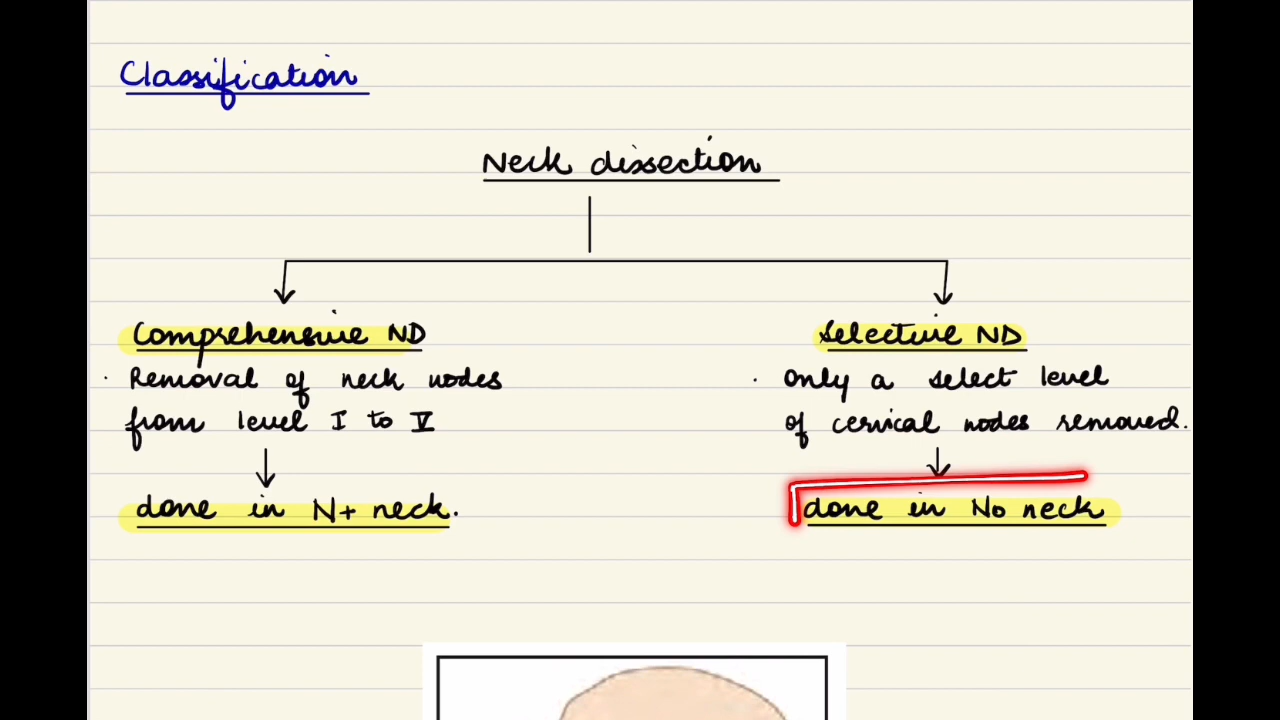 Classification
Neck dissection
Comprehensive ND
· Removal of neck nodes
from level I to V
done in N+ neck.
Selective ND
· Only a select level
of cervical nodes removed.
done in No neck